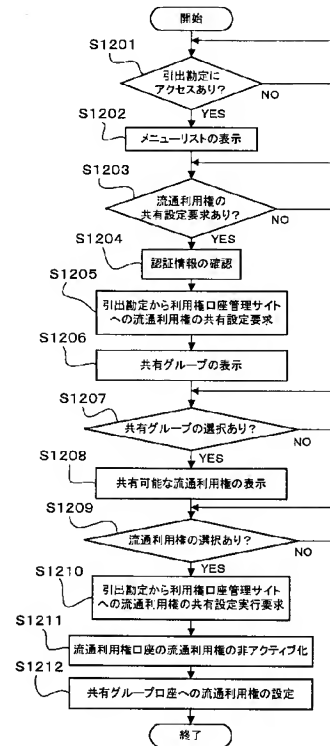 開始
S1201
引出勘定に
アクセスあり?
NO
YES
S1202
メニューリストの表示
S1203
流通利用権の
共有設定要求あり?
NO
YES
S1204
認証情報の確認
S1205
引出勘定から利用権口座管理サイト
への流通利用権の共有設定要求
S1206
共有グループの表示
S1207
共有グループの選択あり?
NO
YES
S1208
共有可能な流通利用権の表示
S1209
流通利用権の選択あり?
NO
YES
S1210
引出勘定から利用権口座管理サイト
への流通利用権の共有設定実行要求
S1211
流通利用権口座の流通利用権の非アクティブ化
S1212
共有グループ口座への流通利用権の設定
終了